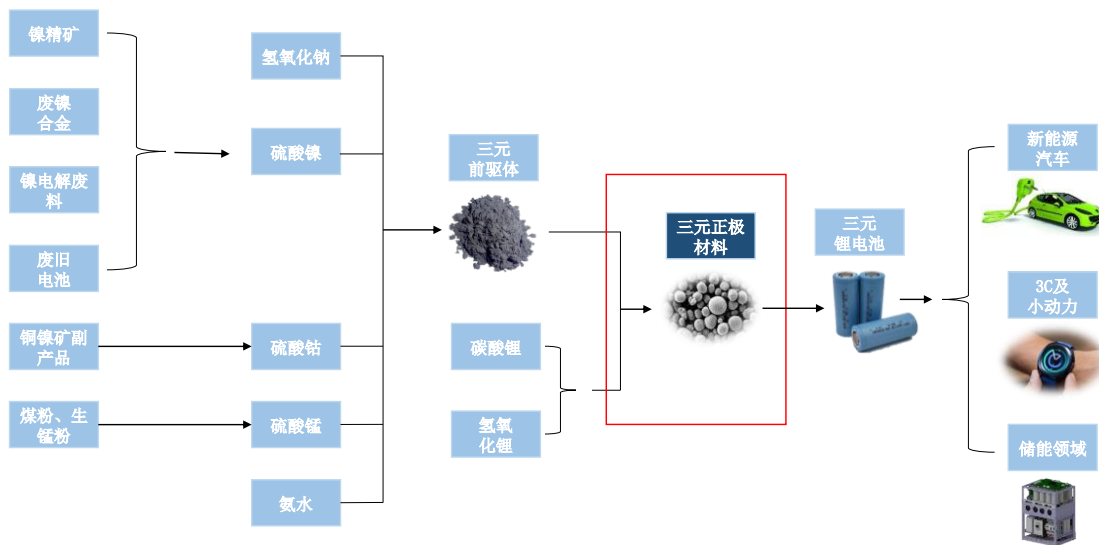 镍精矿
废镍
合金
镍电解废
料
废旧
电池
铜镍矿副
产品
煤粉、生
锰粉
氢氧化钠
硫酸镍
硫酸钴
硫酸锰
氨水
三元
前驱体
碳酸锂
氢氧
化锂
三元正极
材料
三元
锂电池
新能源
汽车
3C及
小动力
储能领域